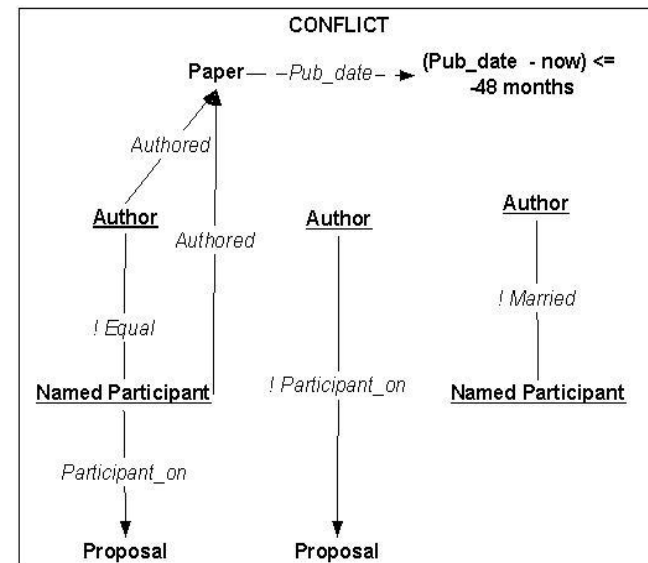 CONFLICT
Paper
Pub_date
(Pub_date - now) <=
-48 months
Authored
Author
Authored
Author
Author
! Equal
! Married
Named Participant
! Participant_on
Named Participant
Participant_on
Proposal
Proposal